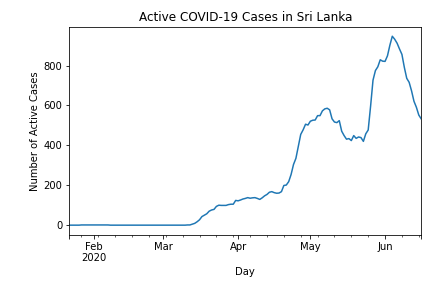 Active COVID-19 Cases in Sri Lanka
Number of Active Cases
800
600
400
200
0
Feb
2020
Mar
Apr
May
Jun
Day